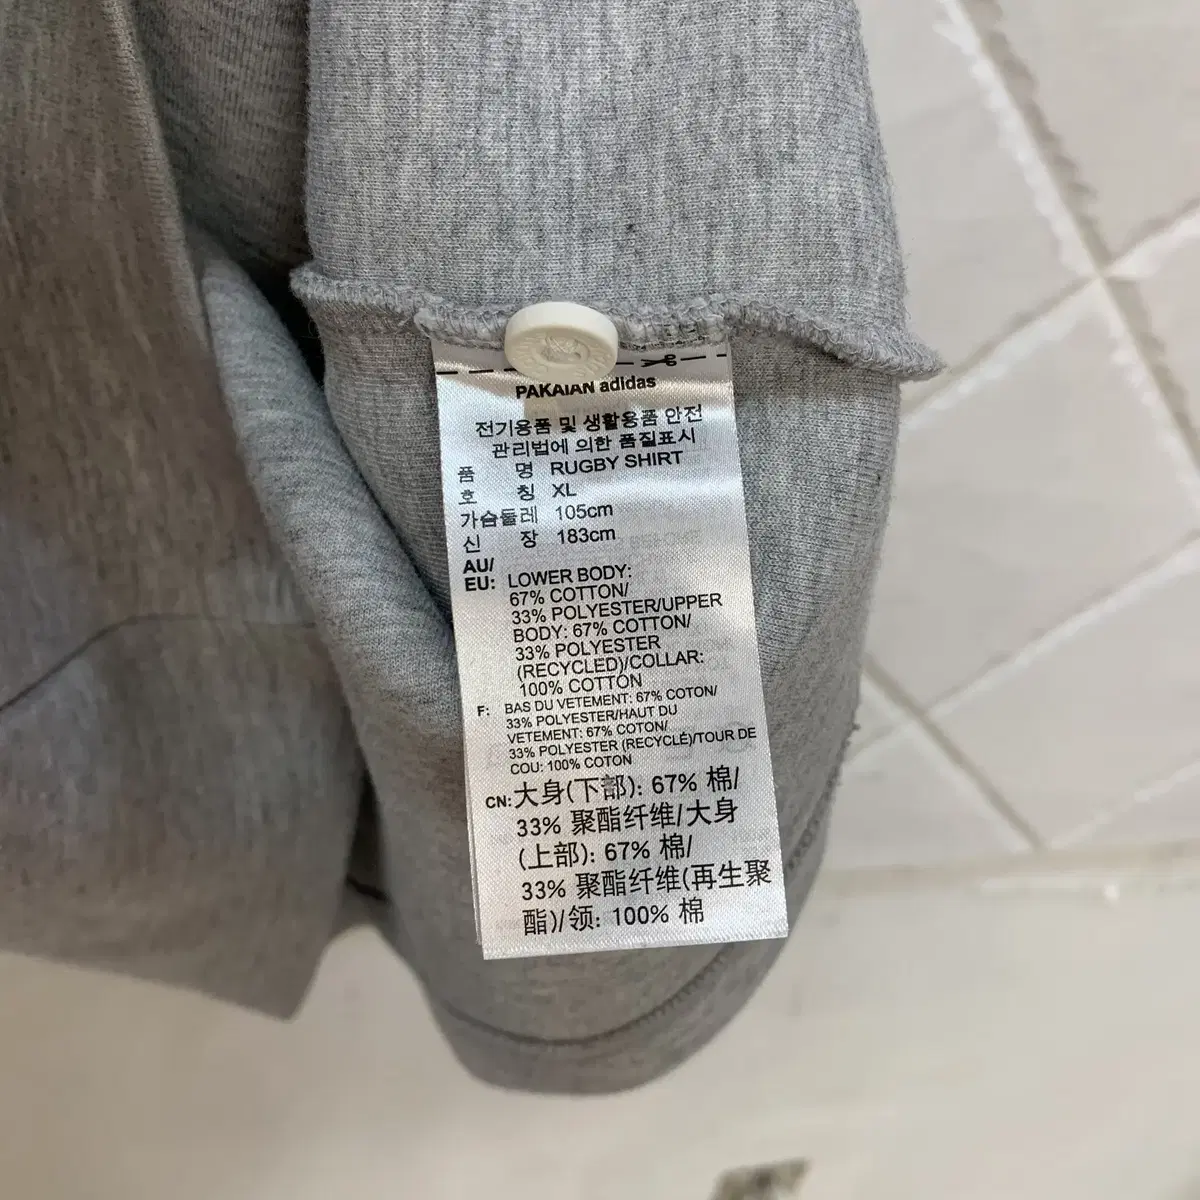 PAKAIAN adidas
전기용품 및 생활용품 안전
관리법에 의한 품질표시
품 명 RUGBY SHIRT
호 칭 XL
가슴둘레 105cm
신 장 183cm
AU/
EU: LOWER BODY:
67% COTTON/
33% POLYESTER/UPPER
BODY: 67% COTTON/
33% POLYESTER
(RECYCLED)/COLLAR:
100% COTTON
F: BAS DU VETEMENT: 67% COTON/
33% POLYESTER/HAUT DU
VETEMENT: 67% COTON/
33% POLYESTER (RECYCLÉ)/TOUR DE
COU: 100% COTON
CN: 大身(下部): 67% 棉/
33% 聚酯纤维/大身
(上部): 67% 棉/
33% 聚酯纤维(再生聚
酯)/领: 100% 棉